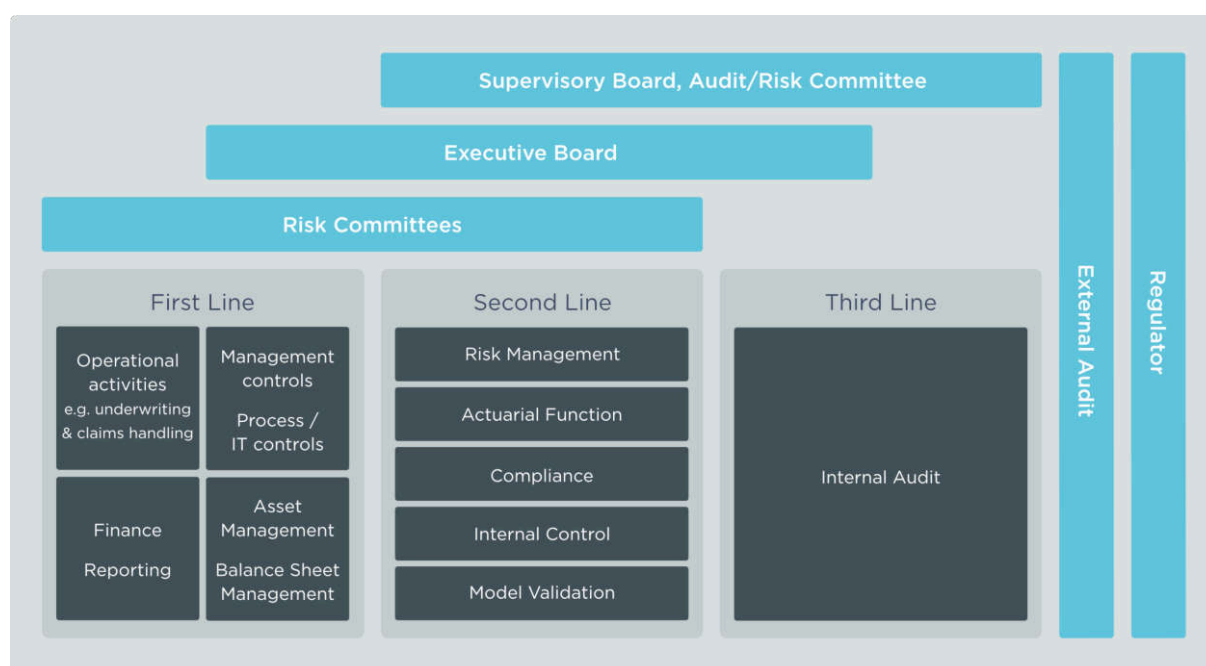 Supervisory Board, Audit/Risk Committee
Executive Board
Risk Committees
First Line
Operational
activities
e.g. underwriting
& claims handling
Management
controls
Process /
IT controls
Finance
Reporting
Asset
Management
Balance Sheet
Management
Second Line
Risk Management
Actuarial Function
Compliance
Internal Control
Model Validation
Third Line
Internal Audit
External Audit
Regulator